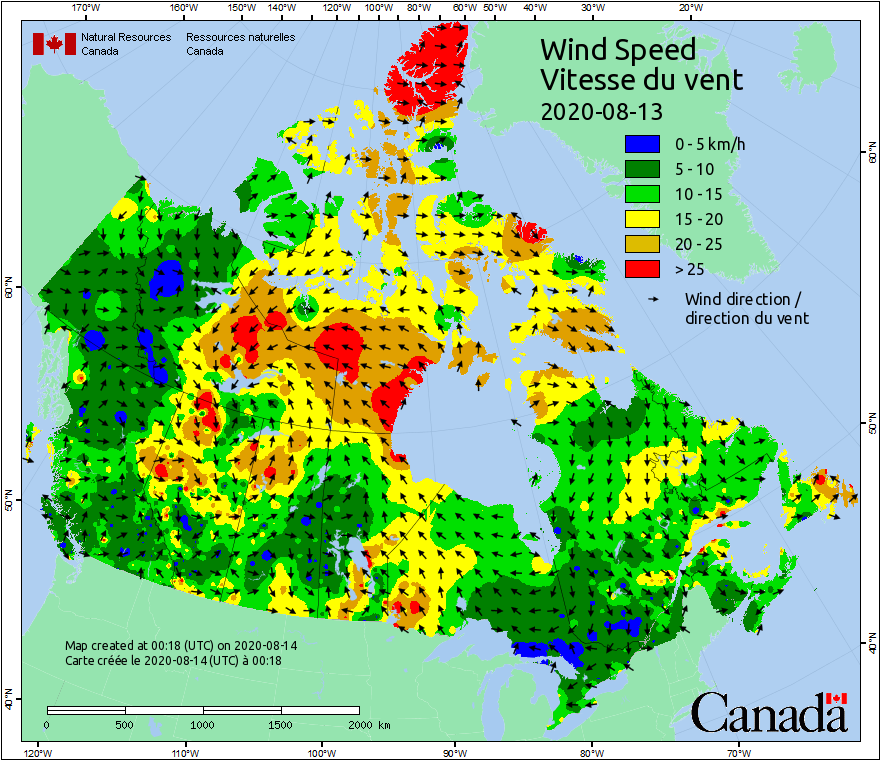 170°W 160°W 150°W 140°W 130°W 120°W 110°W 100°W 90°W 80°W 70°W 60°W 50°W 40°W 30°W 20°W
Natural Resources Ressources naturelles
Canada Canada
Wind Speed
Vitesse du vent
2020-08-13
0 - 5 km/h
5 - 10
10 - 15
15 - 20
20 - 25
> 25
Wind direction /
direction du vent
60°N
60°N
50°N
50°N
40°N
40°N
Map created at 00:18 (UTC) on 2020-08-14
Carte créée le 2020-08-14 (UTC) à 00:18
0 500 1000 1500 2000 km
Canada
120°W 110°W 100°W 90°W 80°W 70°W